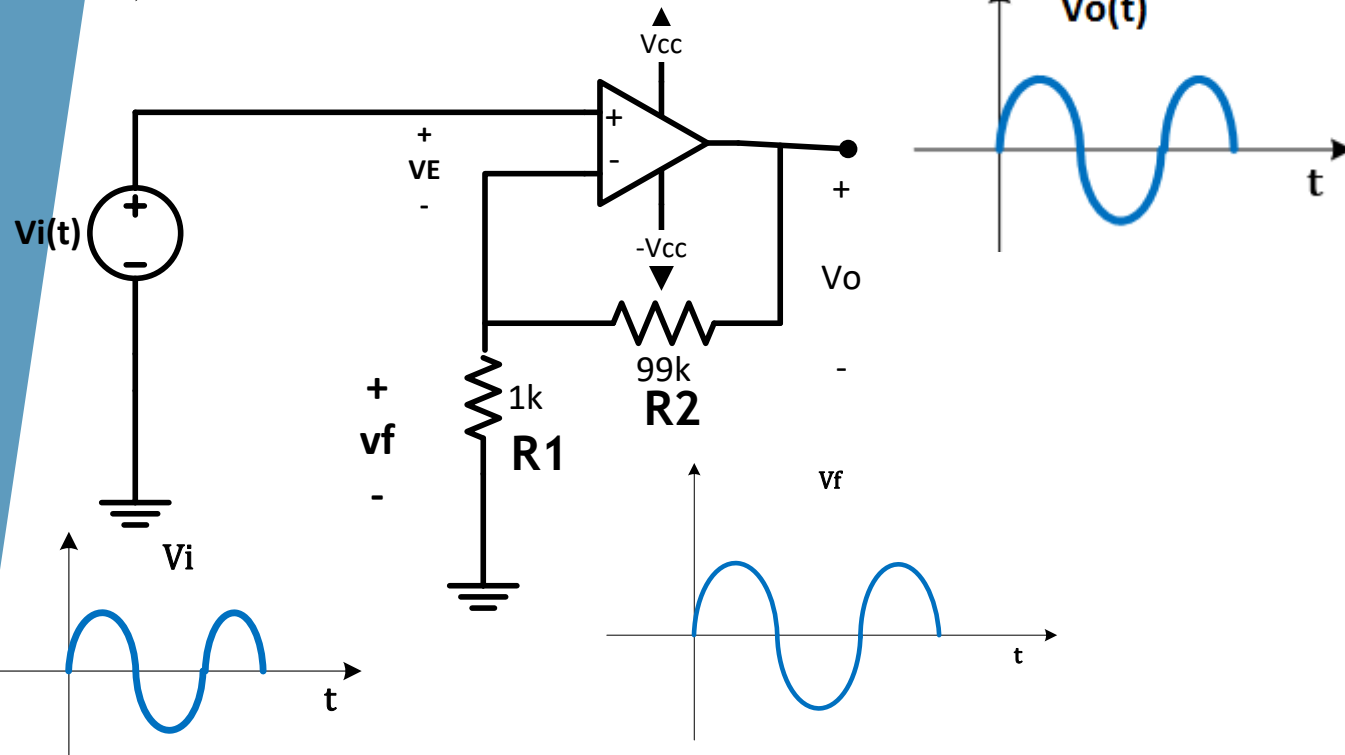 Vo(t)
t
Vcc
+
-
+
VE
-
-Vcc
Vi(t)
+
−
+
Vo
-
99k
R2
1k
R1
+
vf
-
Vi
t
Vf
t